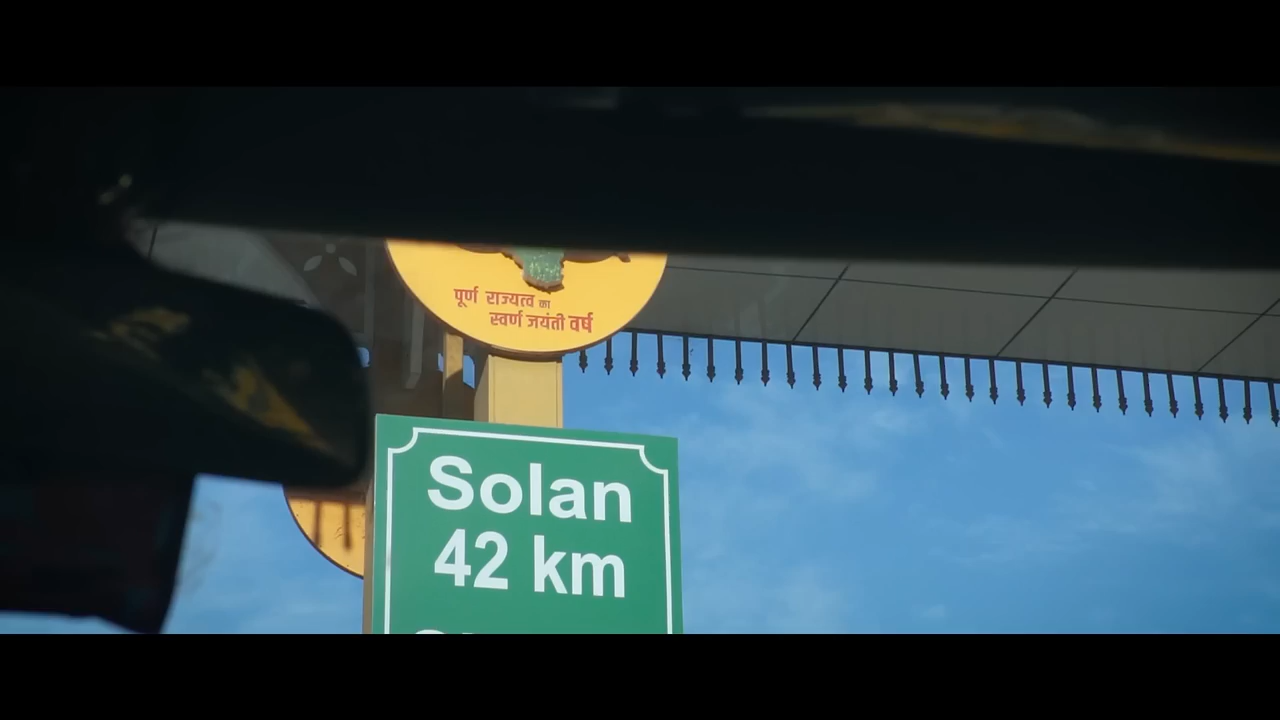 पूर्ण राज्यत्व का
स्वर्ण जयंती वर्ष
Solan
42 km